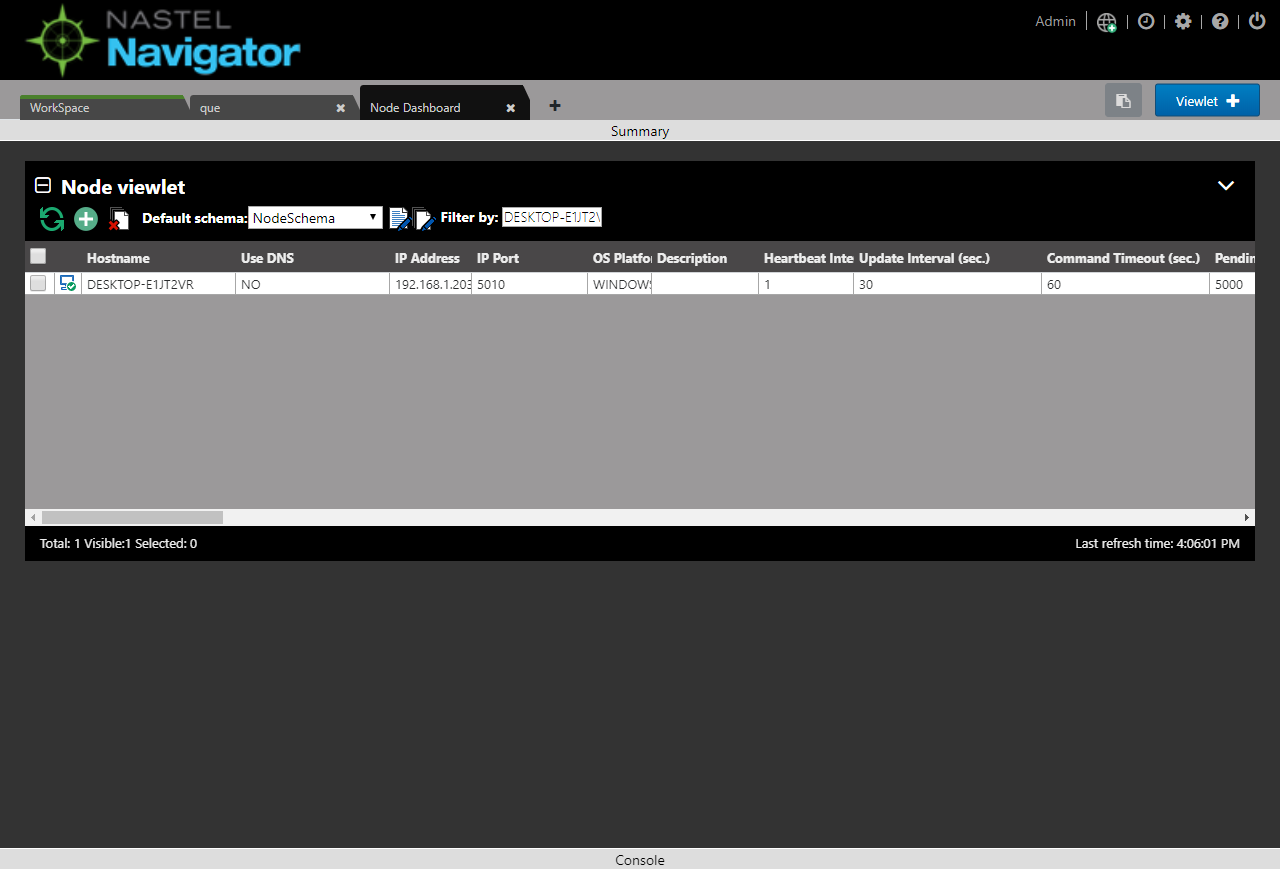 NASTEL
Navigator
Admin
WorkSpace
que
Node Dashboard
Viewlet
Summary
Node viewlet
Default schema: NodeSchema Filter by: DESKTOP-E1JT2V
Hostname Use DNS IP Address IP Port OS Platfor Description Heartbeat Inte Update Interval (sec.) Command Timeout (sec.) Pendin
DESKTOP-E1JT2VR NO 192.168.1.203 5010 WINDOWS 1 30 60 5000
Total: 1 Visible:1 Selected: 0 Last refresh time: 4:06:01 PM
Console